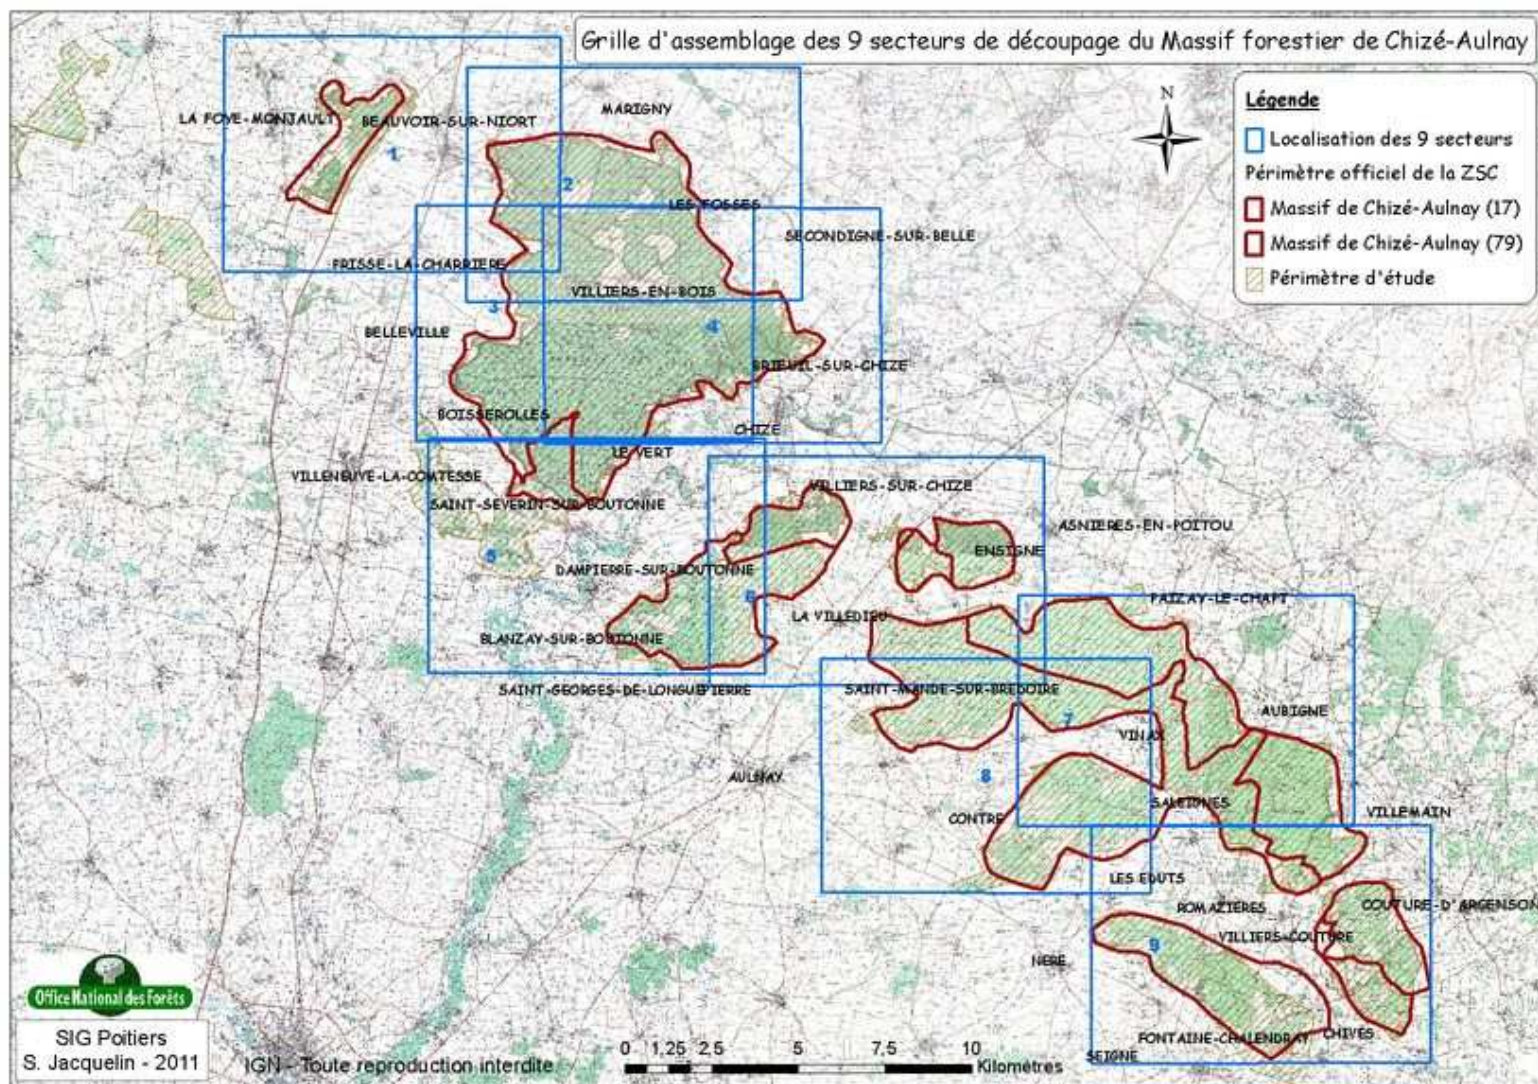 Grille d'assemblage des 9 secteurs de découpage du Massif forestier de Chizé-Aulnay
Légende
Localisation des 9 secteurs
Périmètre officiel de la ZSC
Massif de Chizé-Aulnay (17)
Massif de Chizé-Aulnay (79)
Périmètre d'étude
N
MARIGNY
LA FOYE-MONJAULT
BEAUVOIR-SUR-NIORT
1
2
LES FOSSES
SECONDIGNE-SUR-BELLE
PRISSE-LA-CHARRIERE
VILLIERS-EN-BOIS
3
BELLEVILLE
4
BRIEUIL-SUR-CHIZE
BOISSEROLLES
CHIZE
LE VERT
VILLENEUVE-LA-COMTESSE
VILLIERS-SUR-CHIZE
SAINT-SEVERIN-SUR-BOUTONNE
ASNIERES-EN-POITOU
5
ENSIGNE
DAMPIERRE-SUR-BOUTONNE
6
PAIZAY-LE-CHAPT
LA VILLEDIEU
BLANZAY-SUR-BOUTONNE
SAINT-GEORGES-DE-LONGUEPIERRE
SAINT-MANDE-SUR-BREDOIRE
AUBIGNE
7
VINAX
AULNAY
8
SALEIGNES
CONTRE
VILLEMAIN
LES EDUTS
ROMAZIERES
COUTURE-D'ARGENSON
VILLIERS-COUTURE
9
NERE
FONTAINE-CHALENDRAY
CHIVES
SEIGNE
Office National des Forêts
SIG Poitiers
S. Jacquelin - 2011
IGN - Toute reproduction interdite
0 1,25 2,5 5 7,5 10
Kilomètres